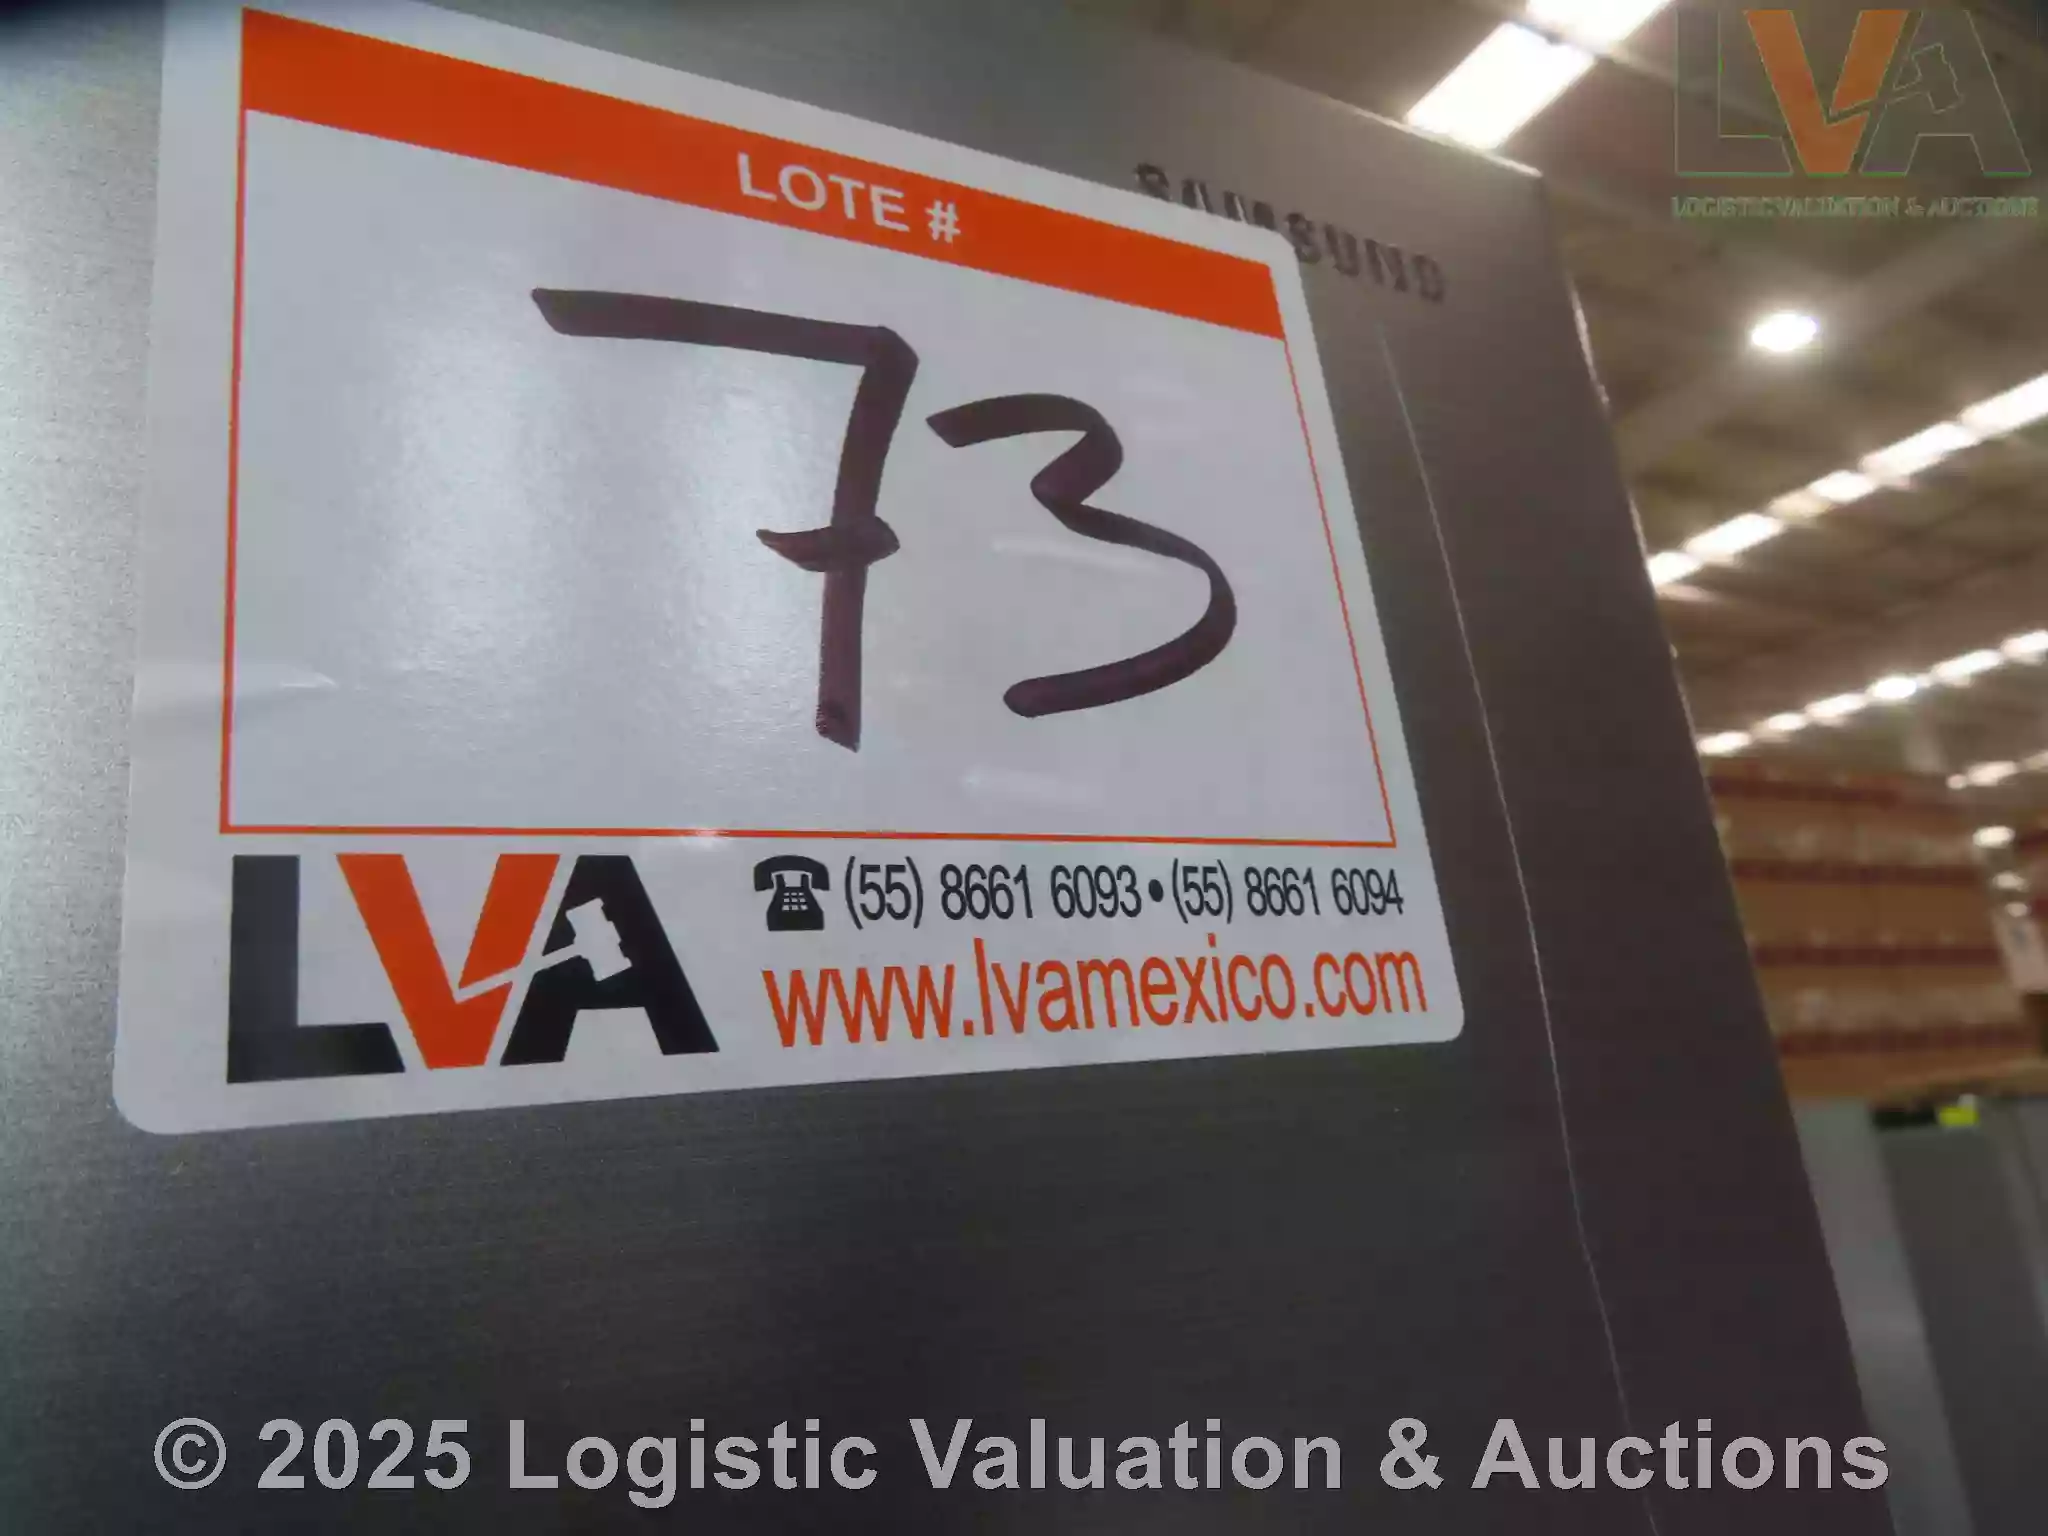 LVA
LOGISTIC VALUATION & AUCTIONS
SAMSUNG
LOTE #
73
LVA
(55) 8661 6093 • (55) 8661 6094
www.lvamexico.com
© 2025 Logistic Valuation & Auctions